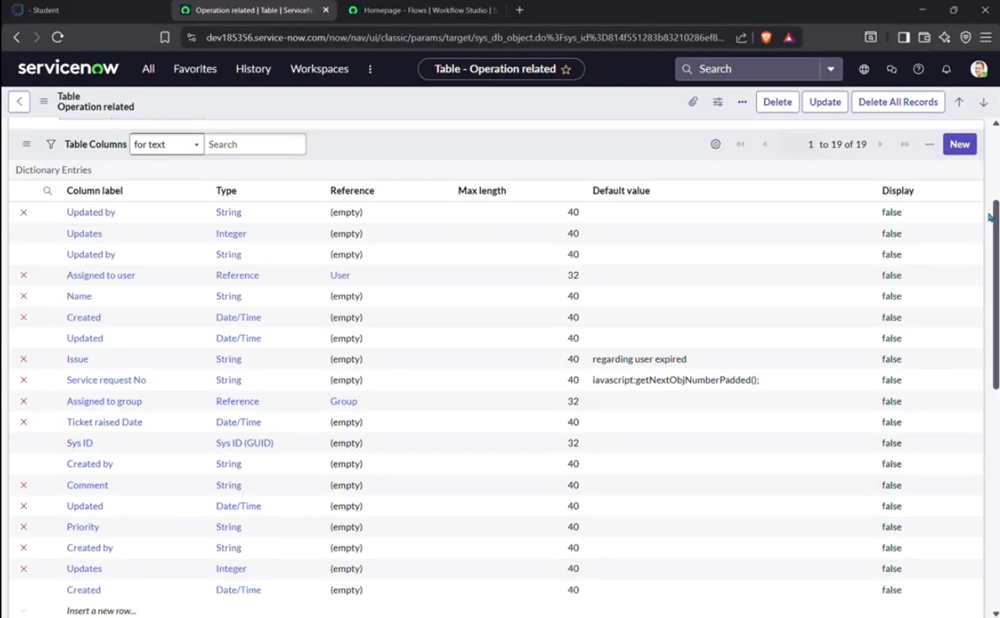 - Student
Operation related | Table | ServiceN
Homepage - Flows | Workflow Studio | S
dev185356.service-now.com/now/nav/ui/classic/params/target/sys_db_object.do%3Fsys_id%3D814f551283b83210286ef8...
servicenow All Favorites History Workspaces Table - Operation related Search
Table
Operation related
Delete Update Delete All Records
Table Columns for text Search 1 to 19 of 19 New
Dictionary Entries
Column label Type Reference Max length Default value Display
Updated by String (empty) 40 false
Updates Integer (empty) 40 false
Updated by String (empty) 40 false
Assigned to user Reference User 32 false
Name String (empty) 40 false
Created Date/Time (empty) 40 false
Updated Date/Time (empty) 40 false
Issue String (empty) 40 regarding user expired false
Service request No String (empty) 40 javascript:getNextObjNumberPadded(); false
Assigned to group Reference Group 32 false
Ticket raised Date Date/Time (empty) 40 false
Sys ID Sys ID (GUID) (empty) 32 false
Created by String (empty) 40 false
Comment String (empty) 40 false
Updated Date/Time (empty) 40 false
Priority String (empty) 40 false
Created by String (empty) 40 false
Updates Integer (empty) 40 false
Created Date/Time (empty) 40 false
Insert a new row...